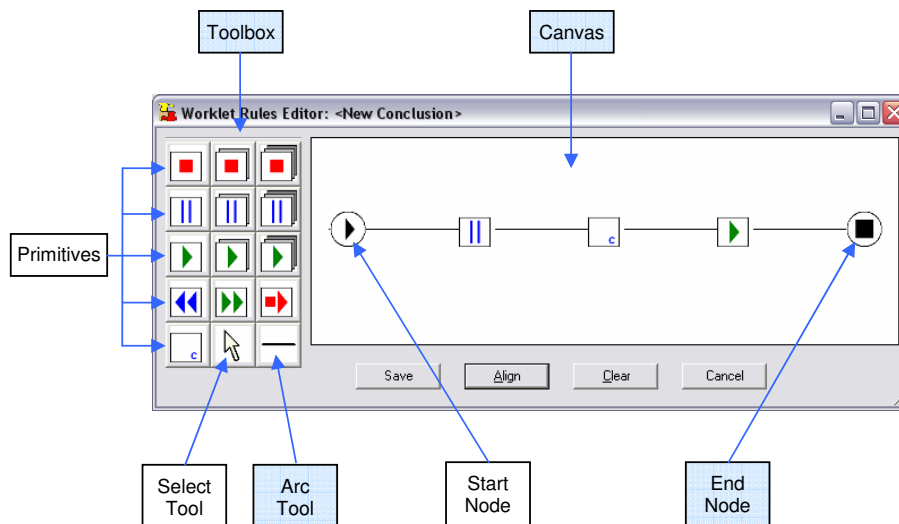 Toolbox
Canvas
Worklet Rules Editor: <New Conclusion>
Primitives
c
c
Save
Align
Clear
Cancel
Select
Tool
Arc
Tool
Start
Node
End
Node